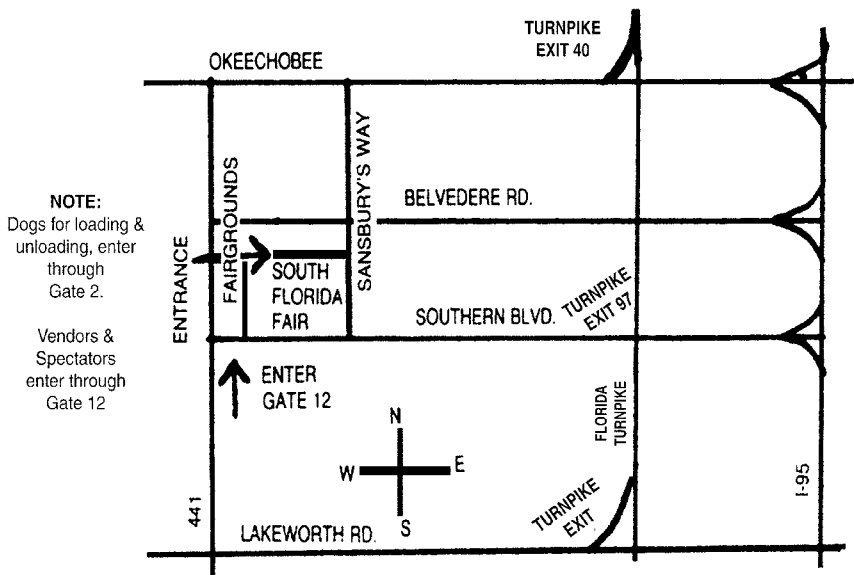 TURNPIKE
EXIT 40
OKEECHOBEE
FAIRGROUNDS
SANSBURY'S WAY
BELVEDERE RD.
NOTE:
Dogs for loading &
unloading, enter
through
Gate 2.
Vendors &
Spectators
enter through
Gate 12
ENTRANCE
SOUTH
FLORIDA
FAIR
SOUTHERN BLVD.
TURNPIKE
EXIT 97
ENTER
GATE 12
FLORIDA
TURNPIKE
N
W
E
S
441
LAKEWORTH RD.
TURNPIKE
EXIT
I-95